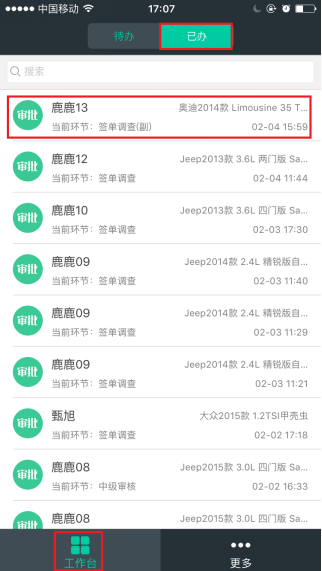 中国移动 17:07
待办 已办
搜索
审批 鹿鹿13 奥迪2014款 Limousine 35 T...
当前环节：签单调查(副) 02-04 15:59
审批 鹿鹿12 Jeep2013款 3.6L 两门版 Sa...
当前环节：签单调查 02-04 11:44
审批 鹿鹿10 Jeep2013款 3.6L 四门版 Sa...
当前环节：签单调查 02-03 17:30
审批 鹿鹿09 Jeep2014款 2.4L 精锐版自...
当前环节：签单调查 02-03 11:40
审批 鹿鹿09 Jeep2014款 2.4L 精锐版自...
当前环节：签单调查 02-03 11:29
审批 鹿鹿09 Jeep2014款 2.4L 精锐版自...
当前环节：签单调查 02-03 11:21
审批 甄旭 大众2015款 1.2TSI甲壳虫
当前环节：签单调查 02-02 17:18
审批 鹿鹿08 Jeep2015款 3.0L 四门版 Sa...
当前环节：中级审核 02-02 16:33
审批 鹿鹿08 Jeep2015款 3.0L 四门版 Sa...
工作台 更多